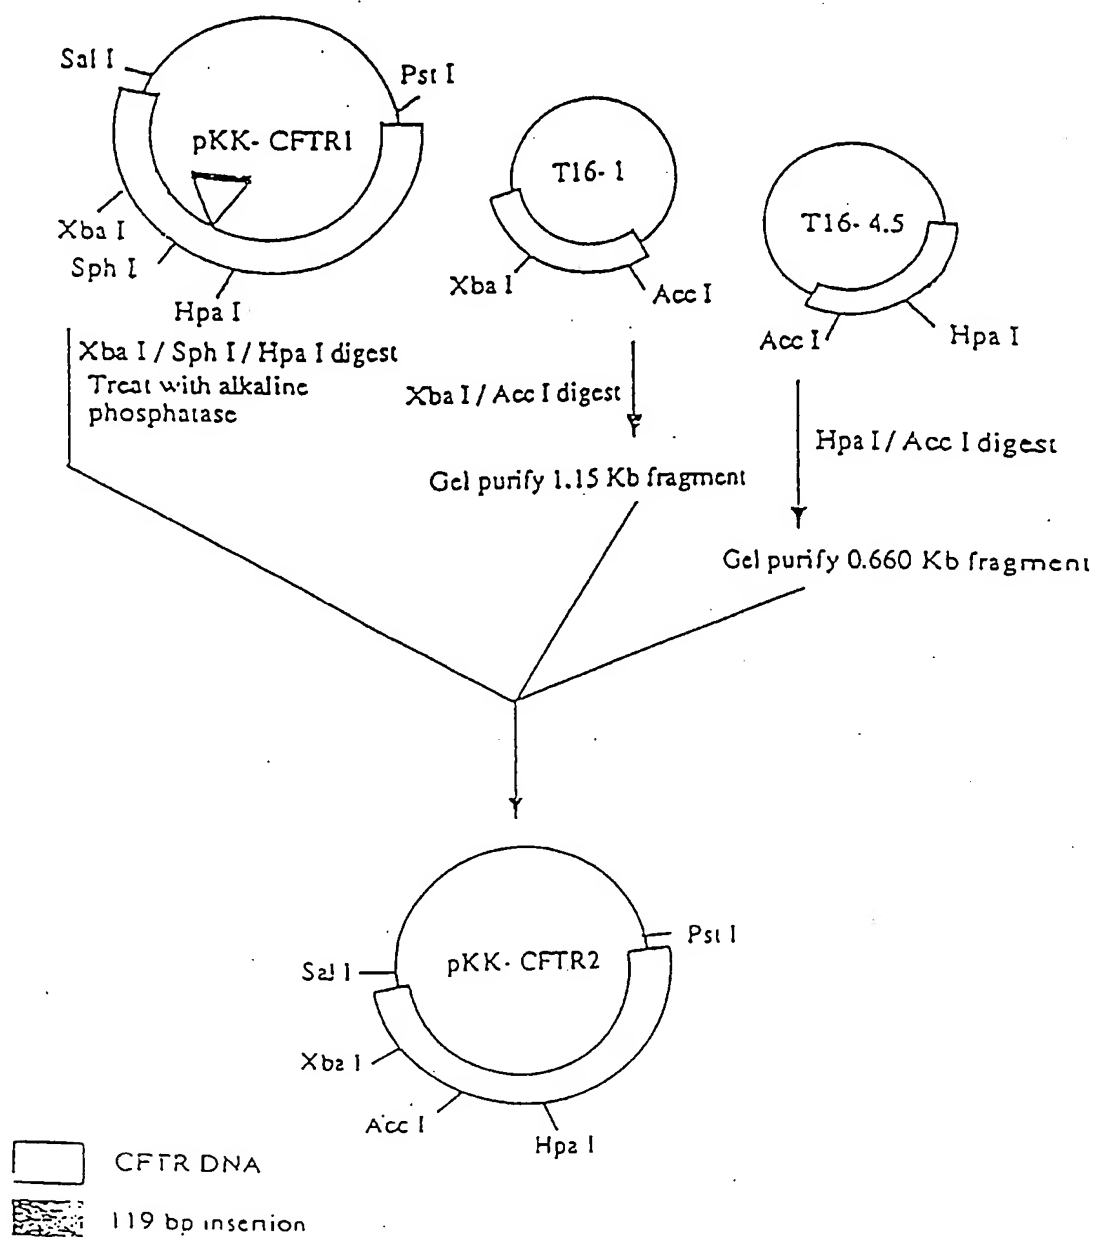 Sal I
Pst I
pKK- CFTR1
Xba I
Sph I
Hpa I
T16- 1
Xba I
Acc I
T16- 4.5
Acc I
Hpa I
Xba I / Sph I / Hpa I digest
Treat with alkaline
phosphatase
Xba I / Acc I digest
Hpa I / Acc I digest
Gel purify 1.15 Kb fragment
Gel purify 0.660 Kb fragment
Pst I
Sal I
pKK- CFTR2
Xba I
Acc I
Hpa I
CFTR DNA
119 bp insertion